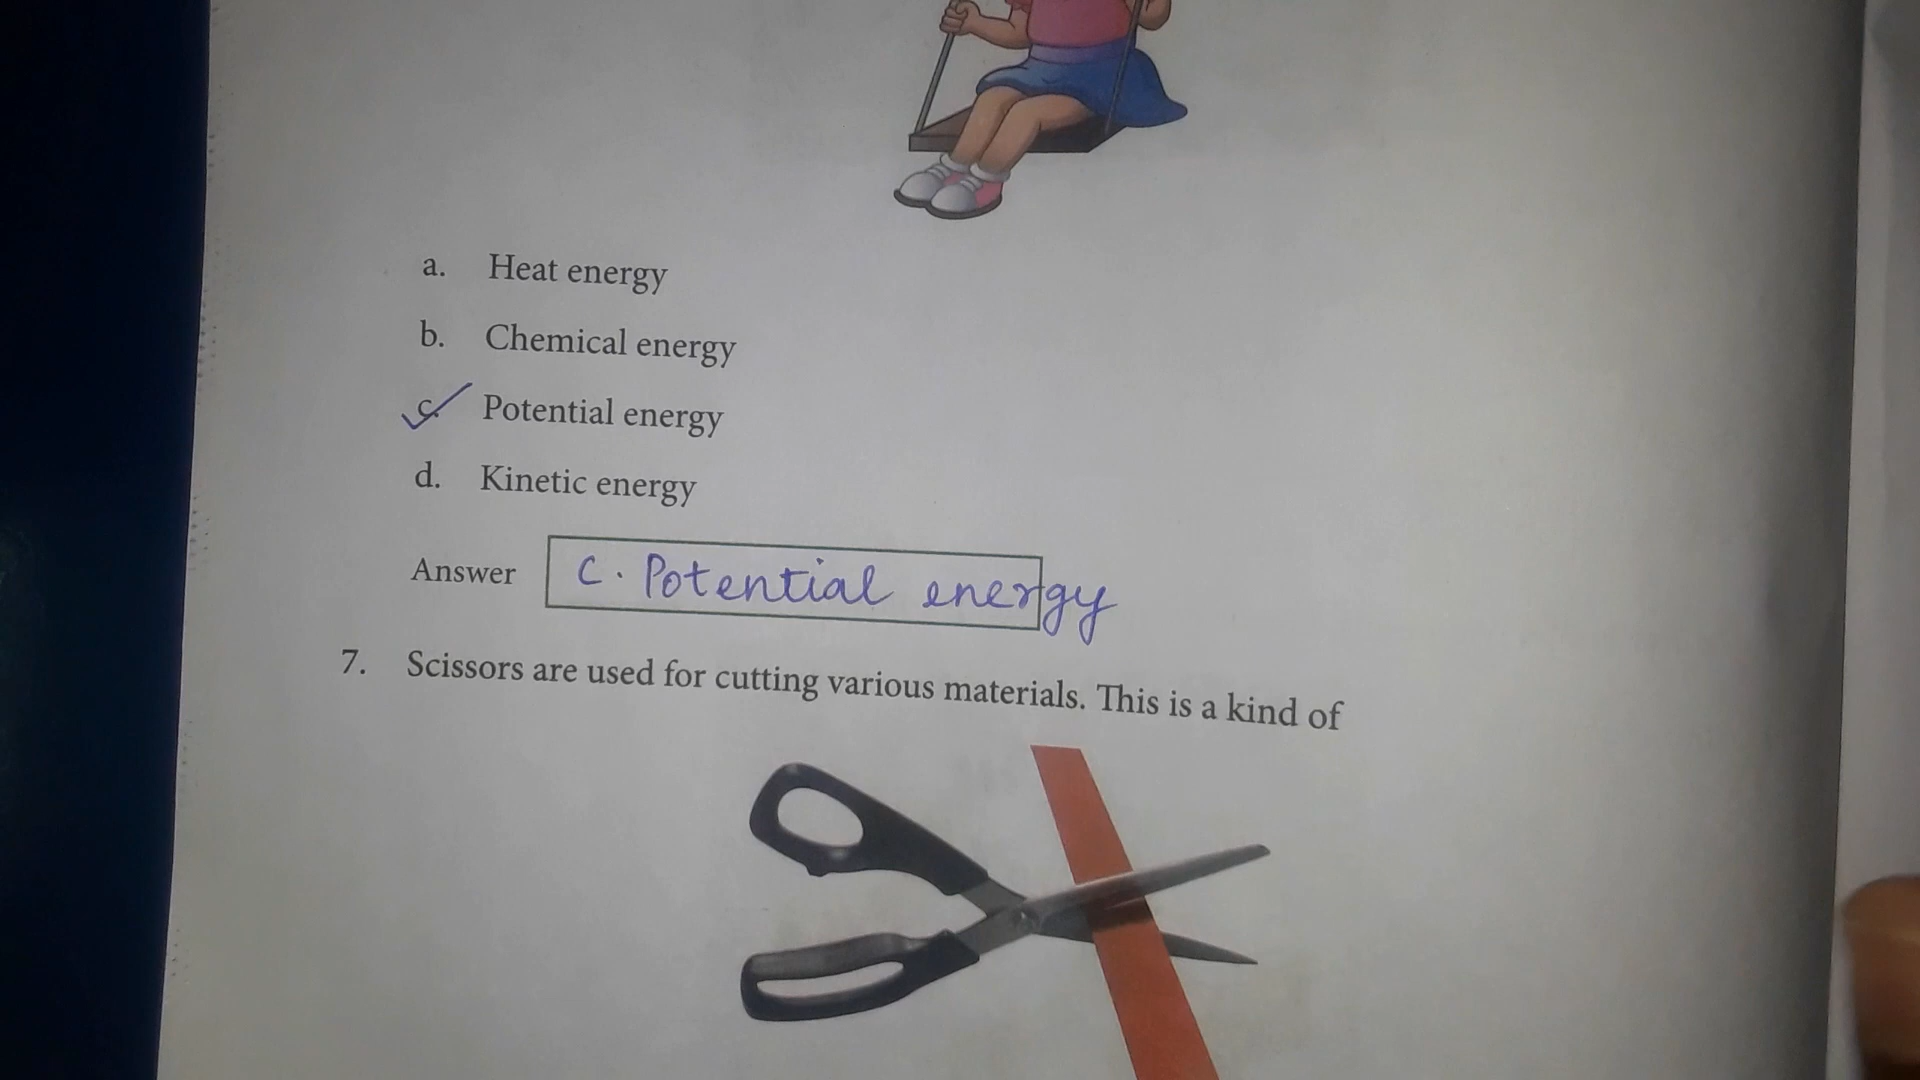 a. Heat energy
b. Chemical energy
c. Potential energy
d. Kinetic energy
Answer C. Potential energy
7. Scissors are used for cutting various materials. This is a kind of